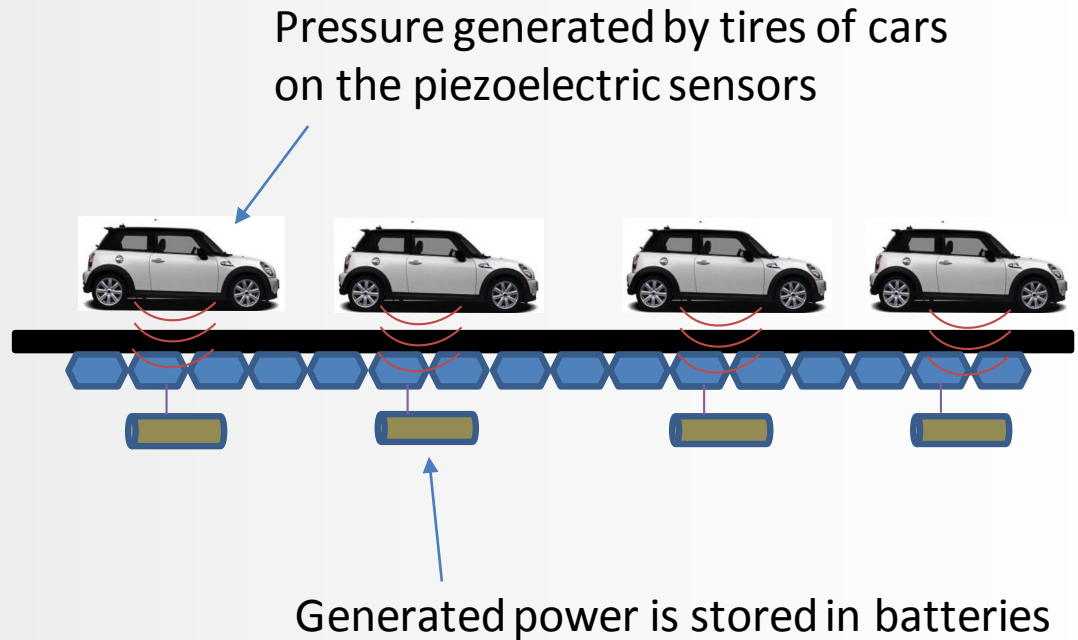 Pressure generated by tires of cars
on the piezoelectric sensors
Generated power is stored in batteries